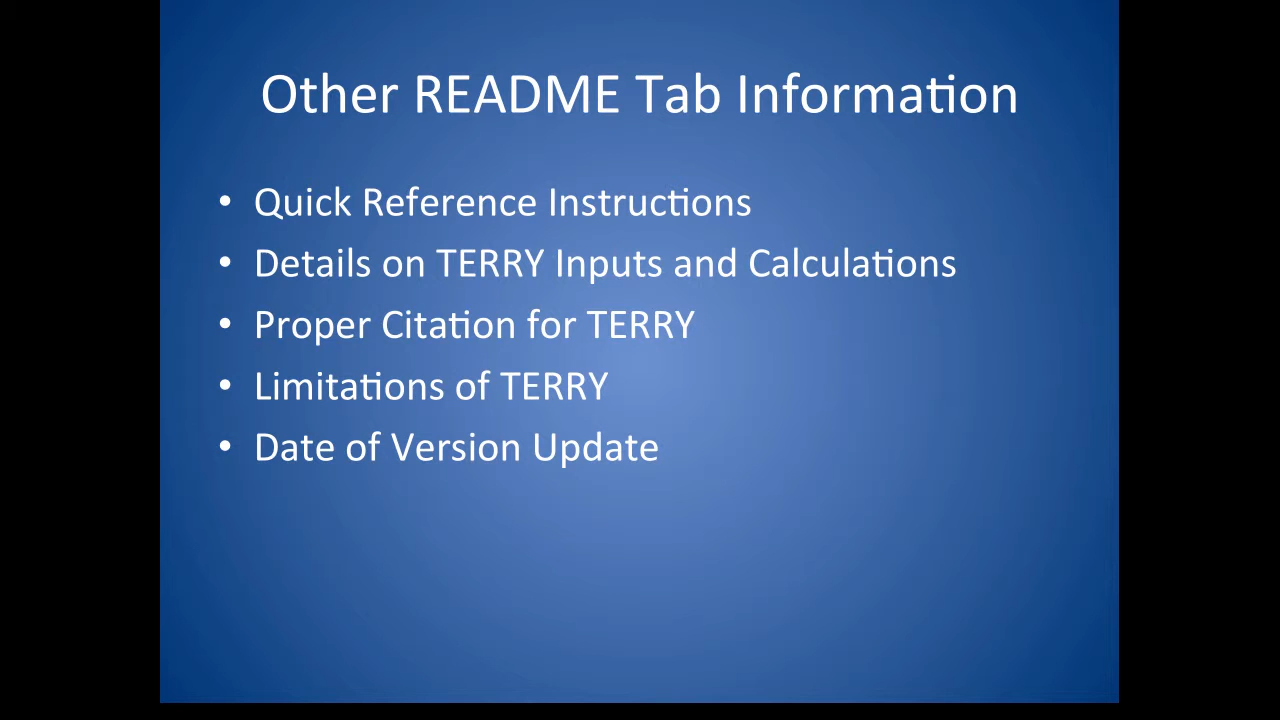 Other README Tab Information
• Quick Reference Instructions
• Details on TERRY Inputs and Calculations
• Proper Citation for TERRY
• Limitations of TERRY
• Date of Version Update